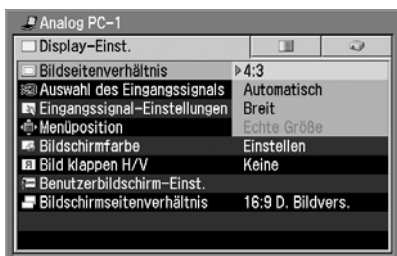 Analog PC-1
Display-Einst.
Bildseitenverhältnis 4:3
Auswahl des Eingangssignals Automatisch
Eingangssignal-Einstellungen Breit
Menüposition Echte Größe
Bildschirmfarbe Einstellen
Bild klappen H/V Keine
Benutzerbildschirm-Einst.
Bildschirmseitenverhältnis 16:9 D. Bildvers.